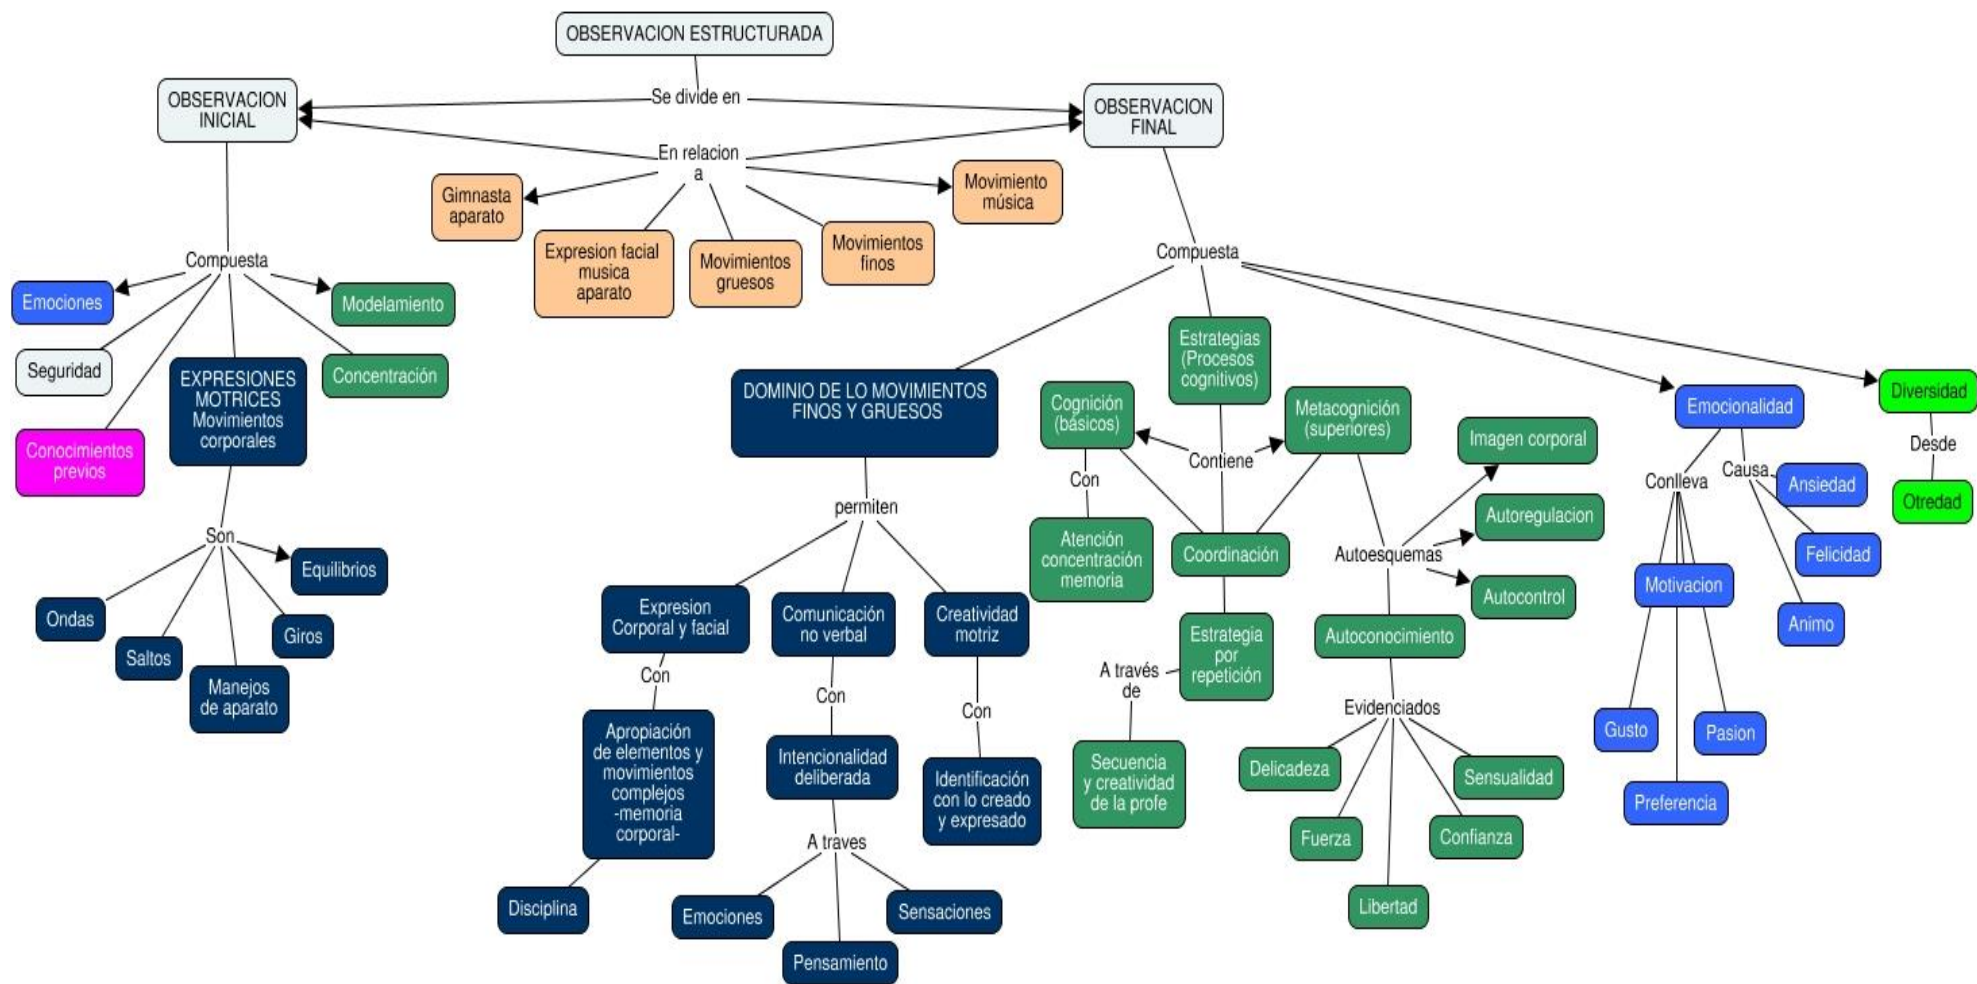 OBSERVACION ESTRUCTURADA
Se divide en
OBSERVACION
INICIAL
OBSERVACION
FINAL
En relacion
a
Gimnasta
aparato
Expresion facial
musica
aparato
Movimientos
gruesos
Movimientos
finos
Movimiento
música
Compuesta
Emociones
Seguridad
Conocimientos
previos
EXPRESIONES
MOTRICES
Movimientos
corporales
Modelamiento
Concentración
Son
Ondas
Saltos
Manejos
de aparato
Giros
Equilibrios
Compuesta
DOMINIO DE LO MOVIMIENTOS
FINOS Y GRUESOS
permiten
Expresion
Corporal y facial
Con
Apropiación
de elementos y
movimientos
complejos
-memoria
corporal-
Disciplina
Comunicación
no verbal
Con
Intencionalidad
deliberada
A traves
Emociones
Pensamiento
Sensaciones
Creatividad
motriz
Con
Identificación
con lo creado
y expresado
Estrategias
(Procesos
cognitivos)
Contiene
Cognición
(básicos)
Con
Atención
concentración
memoria
Metacognición
(superiores)
Coordinación
Estrategia
por
repetición
A través
de
Secuencia
y creatividad
de la profe
Autoesquemas
Imagen corporal
Autoregulacion
Autocontrol
Autoconocimiento
Evidenciados
Delicadeza
Fuerza
Libertad
Confianza
Sensualidad
Emocionalidad
Conlleva
Motivacion
Gusto
Preferencia
Pasion
Causa
Ansiedad
Felicidad
Animo
Diversidad
Desde
Otredad